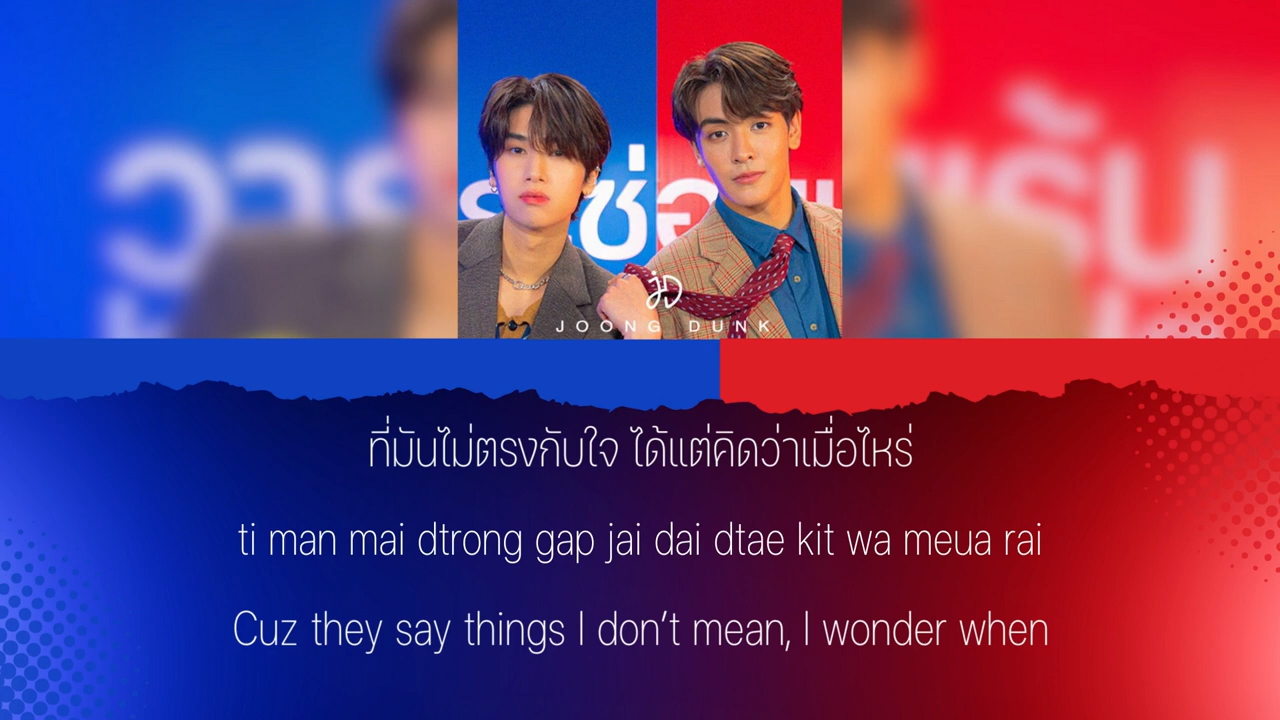 JOONG DUNK
ที่มันไม่ตรงกับใจ ได้แต่คิดว่าเมื่อไหร่
ti man mai dtrong gap jai dai dtae kit wa meua rai
Cuz they say things I don't mean, I wonder when